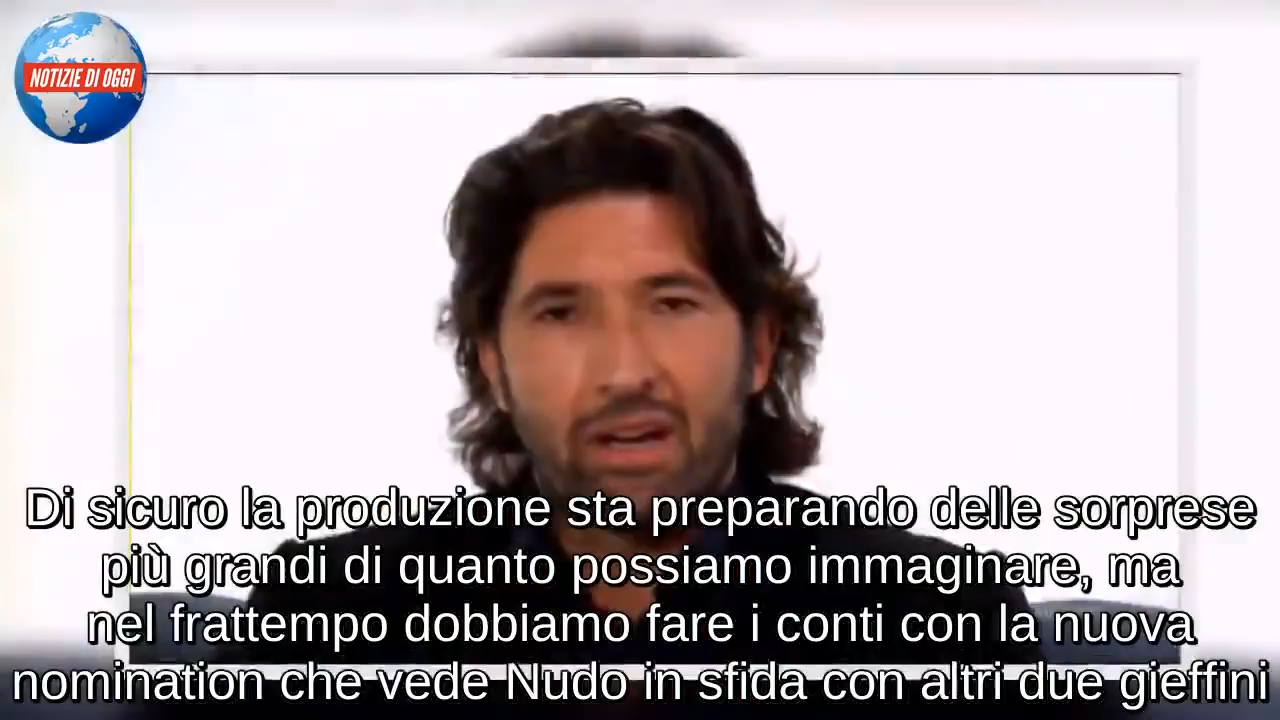 NOTIZIE DI OGGI
Di sicuro la produzione sta preparando delle sorprese
più grandi di quanto possiamo immaginare, ma
nel frattempo dobbiamo fare i conti con la nuova
nomination che vede Nudo in sfida con altri due gieffini